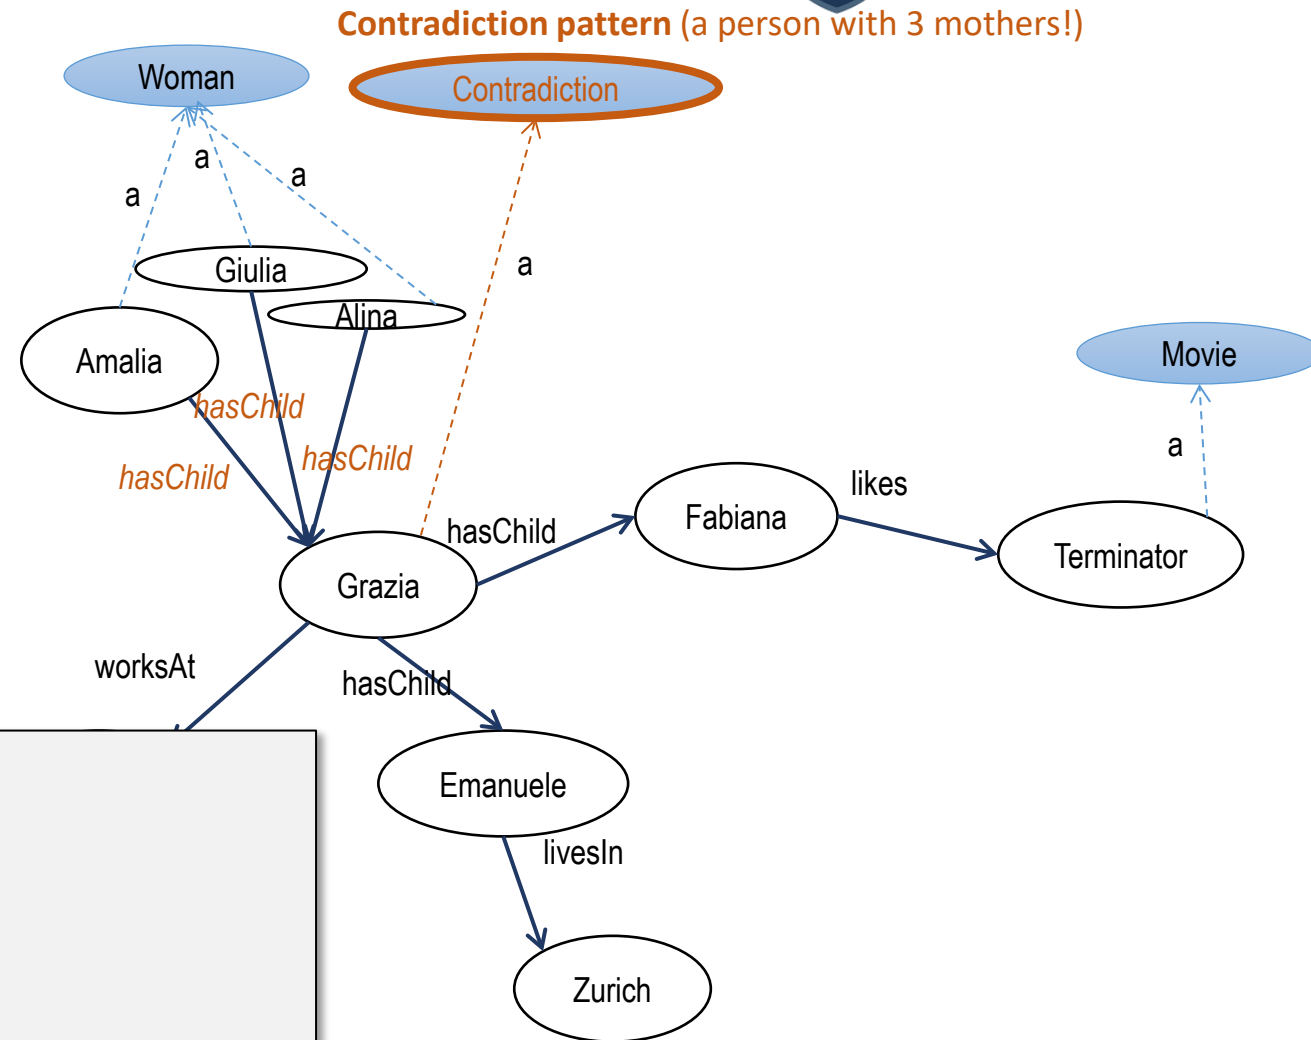 Contradiction pattern (a person with 3 mothers!)
Woman
Contradiction
a
a
a
a
Giulia
Alina
Amalia
Movie
a
hasChild
hasChild
hasChild
likes
Fabiana
hasChild
Terminator
Grazia
worksAt
hasChild
Emanuele
livesIn
Zurich